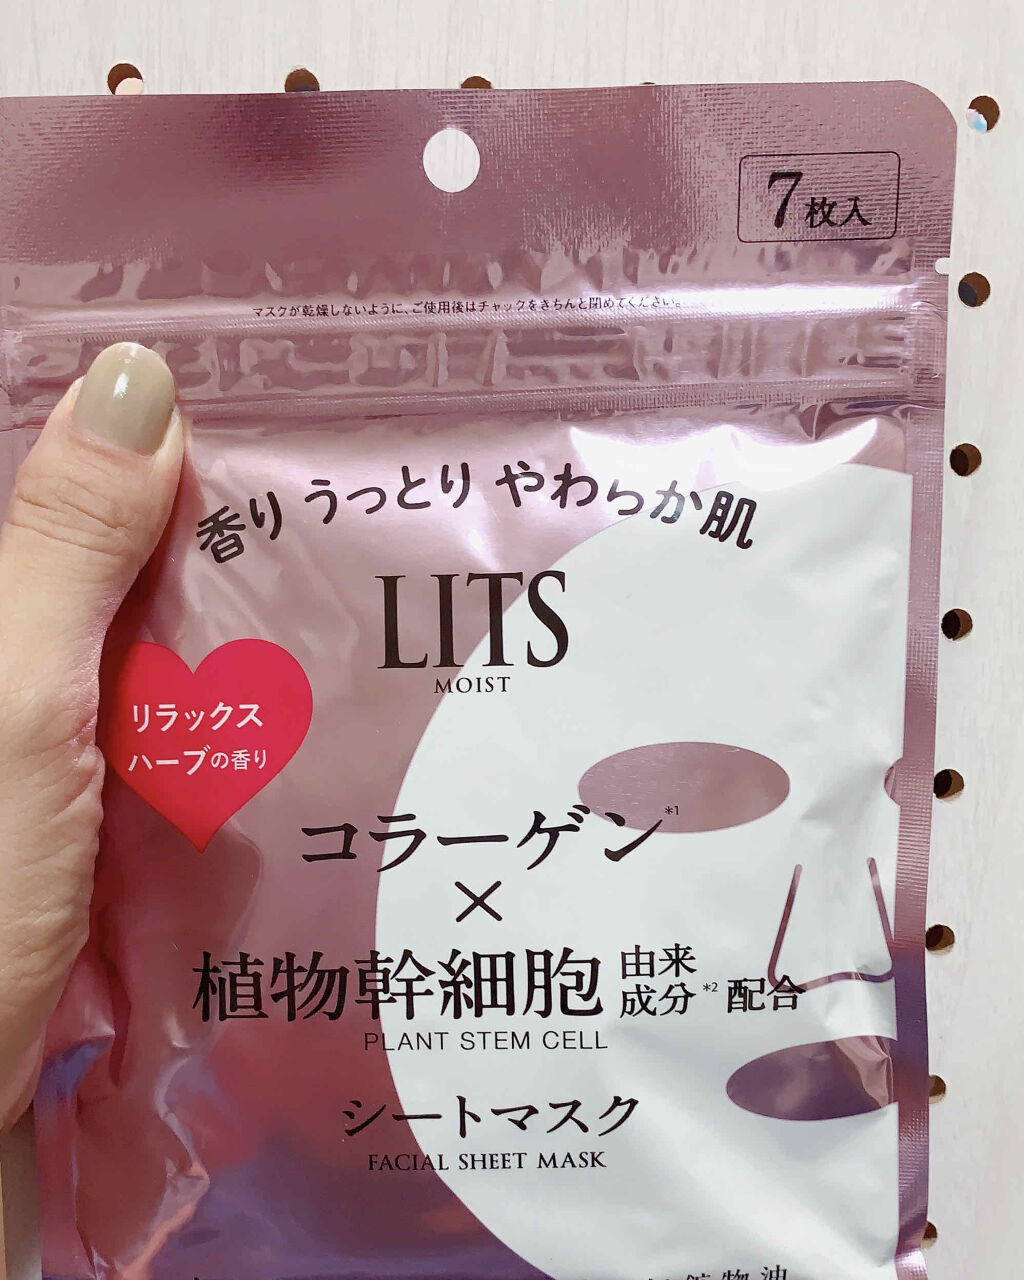 7枚入
マスクが乾燥しないように、ご使用後はチャックをきちんと閉めてください。
香り うっとり やわらか肌
LITS
MOIST
リラックス
ハーブの香り
コラーゲン*1
×
植物幹細胞 由来成分*2 配合
PLANT STEM CELL
シートマスク
FACIAL SHEET MASK
鉱物油